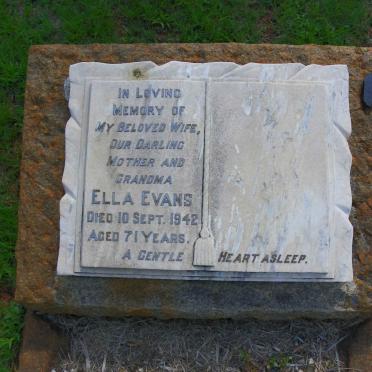 IN LOVING
MEMORY OF
MY BELOVED WIFE,
OUR DARLING
MOTHER AND
GRANDMA
ELLA EVANS
DIED 10 SEPT. 1942
AGED 71 YEARS.
A GENTLE HEART ASLEEP.